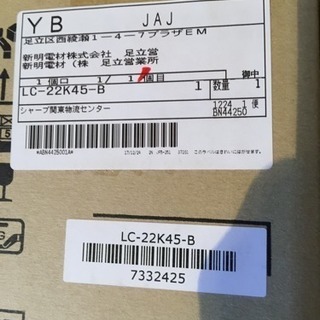 YB JAJ
足立区西綾瀬1-4-7プラザEM
新明電材株式会社 足立営
新明電材(株 足立営業所
1個口 1/ 1個目 御中
LC-22K45-B 1 数量 1
シャープ関東物流センター 1224 1便
BN44250
*ABN4425001A*
LC-22K45-B
7332425